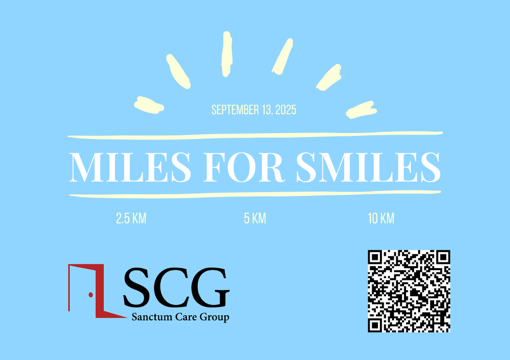 SEPTEMBER 13, 2025
MILES FOR SMILES
2.5 KM 5 KM 10 KM
SCG
Sanctum Care Group